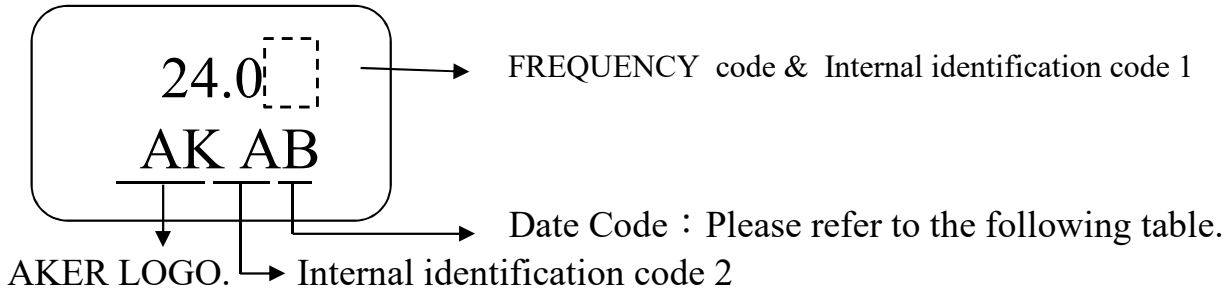 24.0
FREQUENCY code & Internal identification code 1
AK AB
Date Code：Please refer to the following table.
AKER LOGO.
Internal identification code 2